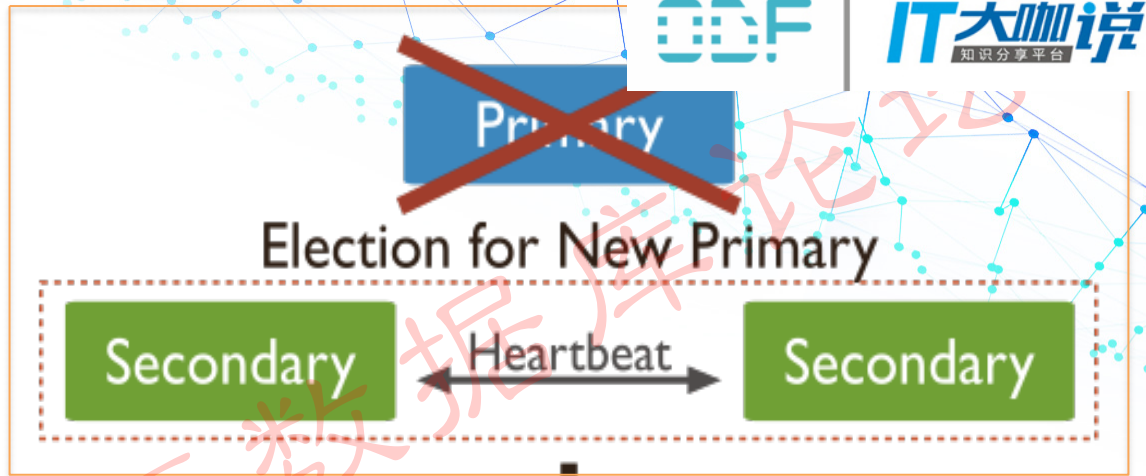 ODF
IT大咖说
知识分享平台
Primary
Election for New Primary
Secondary
Heartbeat
Secondary
数据库论坛